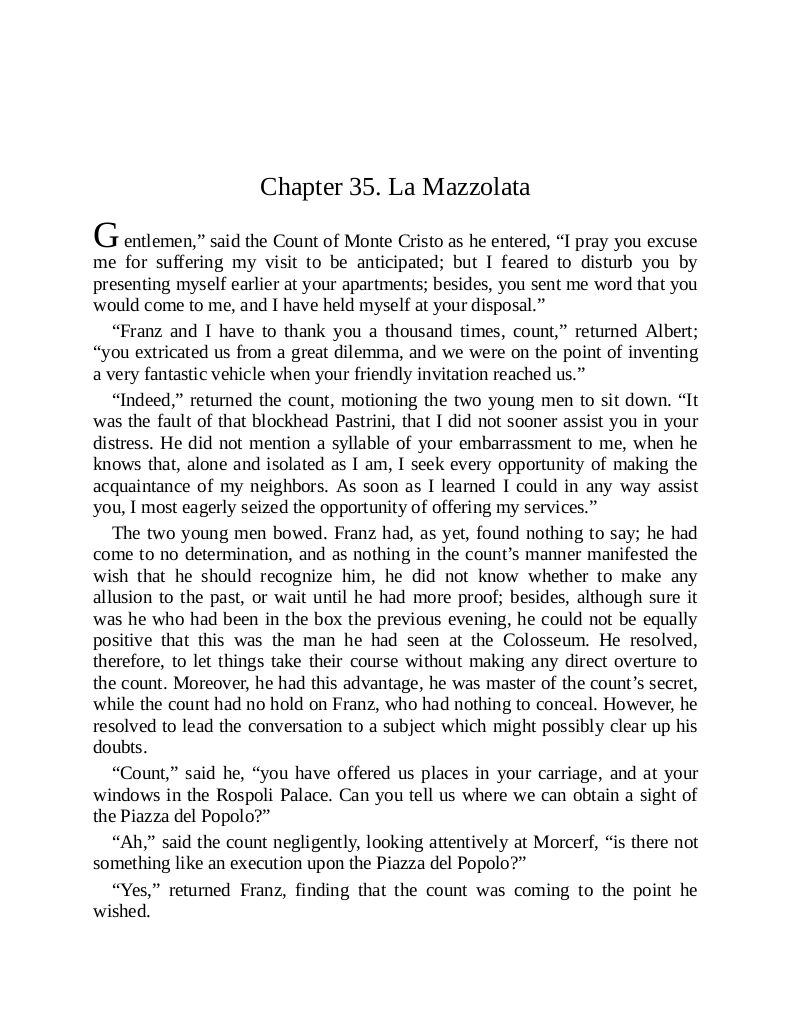 Chapter 35. La Mazzolata
Gentlemen,” said the Count of Monte Cristo as he entered, “I pray you excuse
me for suffering my visit to be anticipated; but I feared to disturb you by
presenting myself earlier at your apartments; besides, you sent me word that you
would come to me, and I have held myself at your disposal.”
“Franz and I have to thank you a thousand times, count,” returned Albert;
“you extricated us from a great dilemma, and we were on the point of inventing
a very fantastic vehicle when your friendly invitation reached us.”
“Indeed,” returned the count, motioning the two young men to sit down. “It
was the fault of that blockhead Pastrini, that I did not sooner assist you in your
distress. He did not mention a syllable of your embarrassment to me, when he
knows that, alone and isolated as I am, I seek every opportunity of making the
acquaintance of my neighbors. As soon as I learned I could in any way assist
you, I most eagerly seized the opportunity of offering my services.”
The two young men bowed. Franz had, as yet, found nothing to say; he had
come to no determination, and as nothing in the count’s manner manifested the
wish that he should recognize him, he did not know whether to make any
allusion to the past, or wait until he had more proof; besides, although sure it
was he who had been in the box the previous evening, he could not be equally
positive that this was the man he had seen at the Colosseum. He resolved,
therefore, to let things take their course without making any direct overture to
the count. Moreover, he had this advantage, he was master of the count’s secret,
while the count had no hold on Franz, who had nothing to conceal. However, he
resolved to lead the conversation to a subject which might possibly clear up his
doubts.
“Count,” said he, “you have offered us places in your carriage, and at your
windows in the Rospoli Palace. Can you tell us where we can obtain a sight of
the Piazza del Popolo?”
“Ah,” said the count negligently, looking attentively at Morcerf, “is there not
something like an execution upon the Piazza del Popolo?”
“Yes,” returned Franz, finding that the count was coming to the point he
wished.